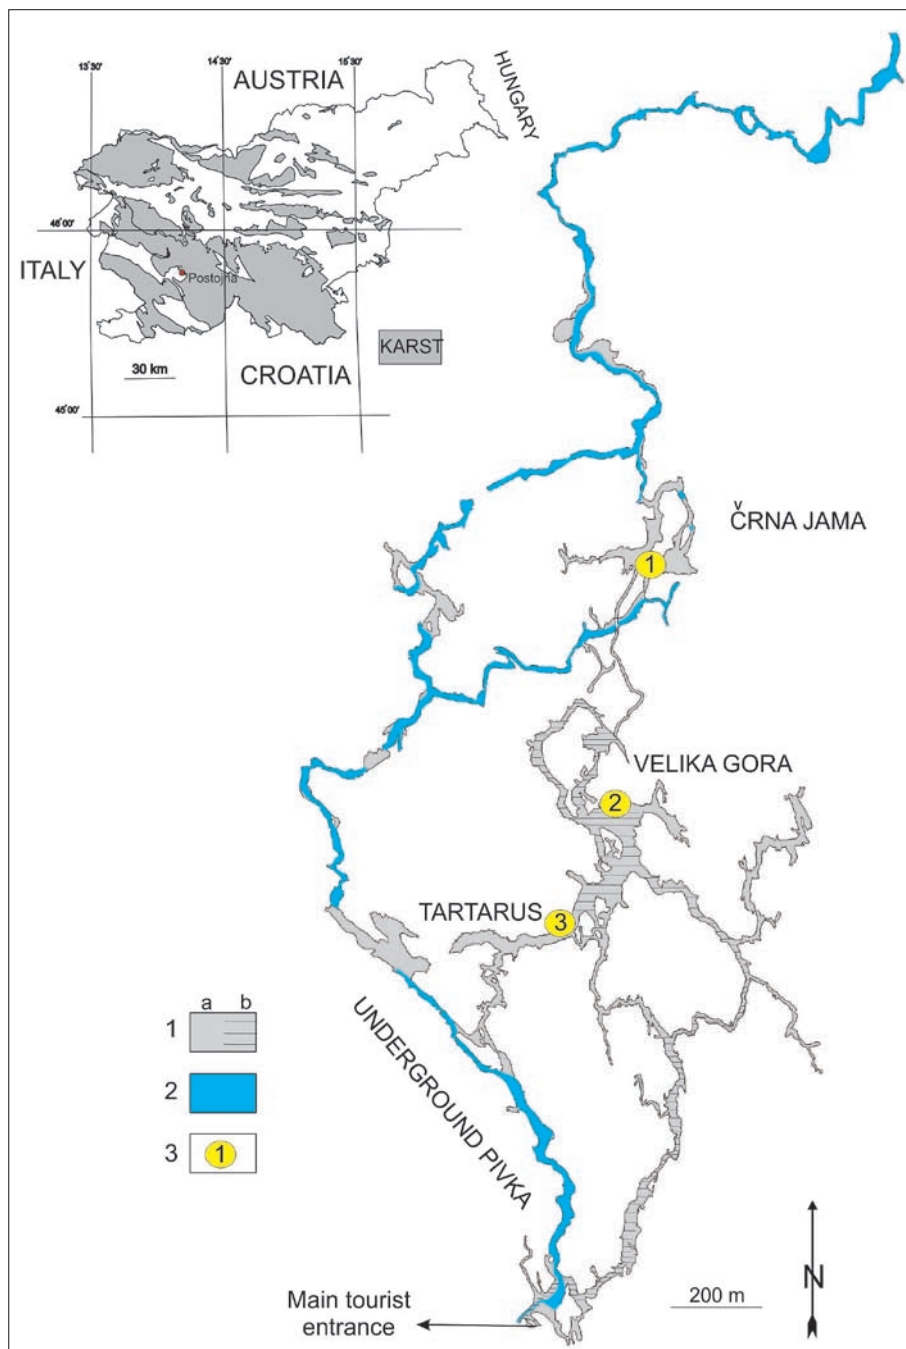 13°30'
14°30'
15°30'
AUSTRIA
HUNGARY
46°00'
ITALY
Postojna
KARST
30 km
CROATIA
45°00'
ČRNA JAMA
1
VELIKA GORA
2
TARTARUS
3
UNDERGROUND PIVKA
a b
1
2
3 1
200 m
N
Main tourist
entrance